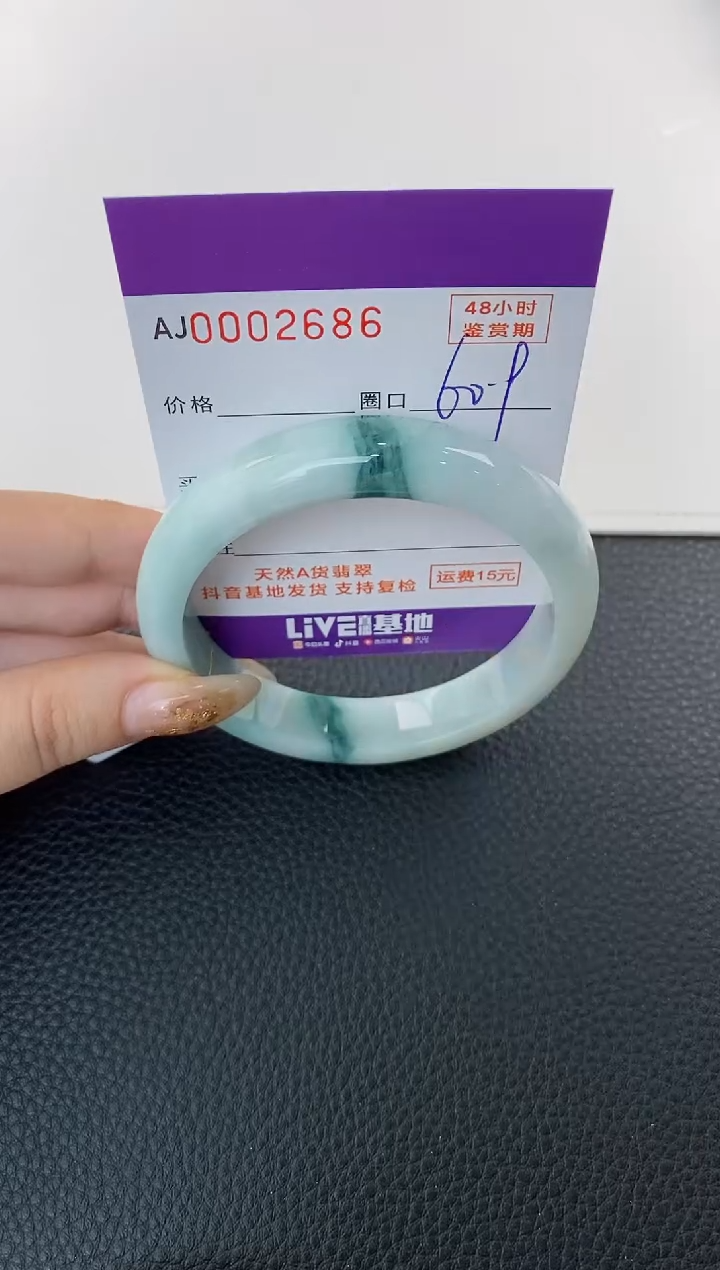 AJ0002686
48小时
鉴赏期
价格 圈口 60-9
天然A货翡翠
抖音基地发货 支持复检
运费15元
LiVE直播基地